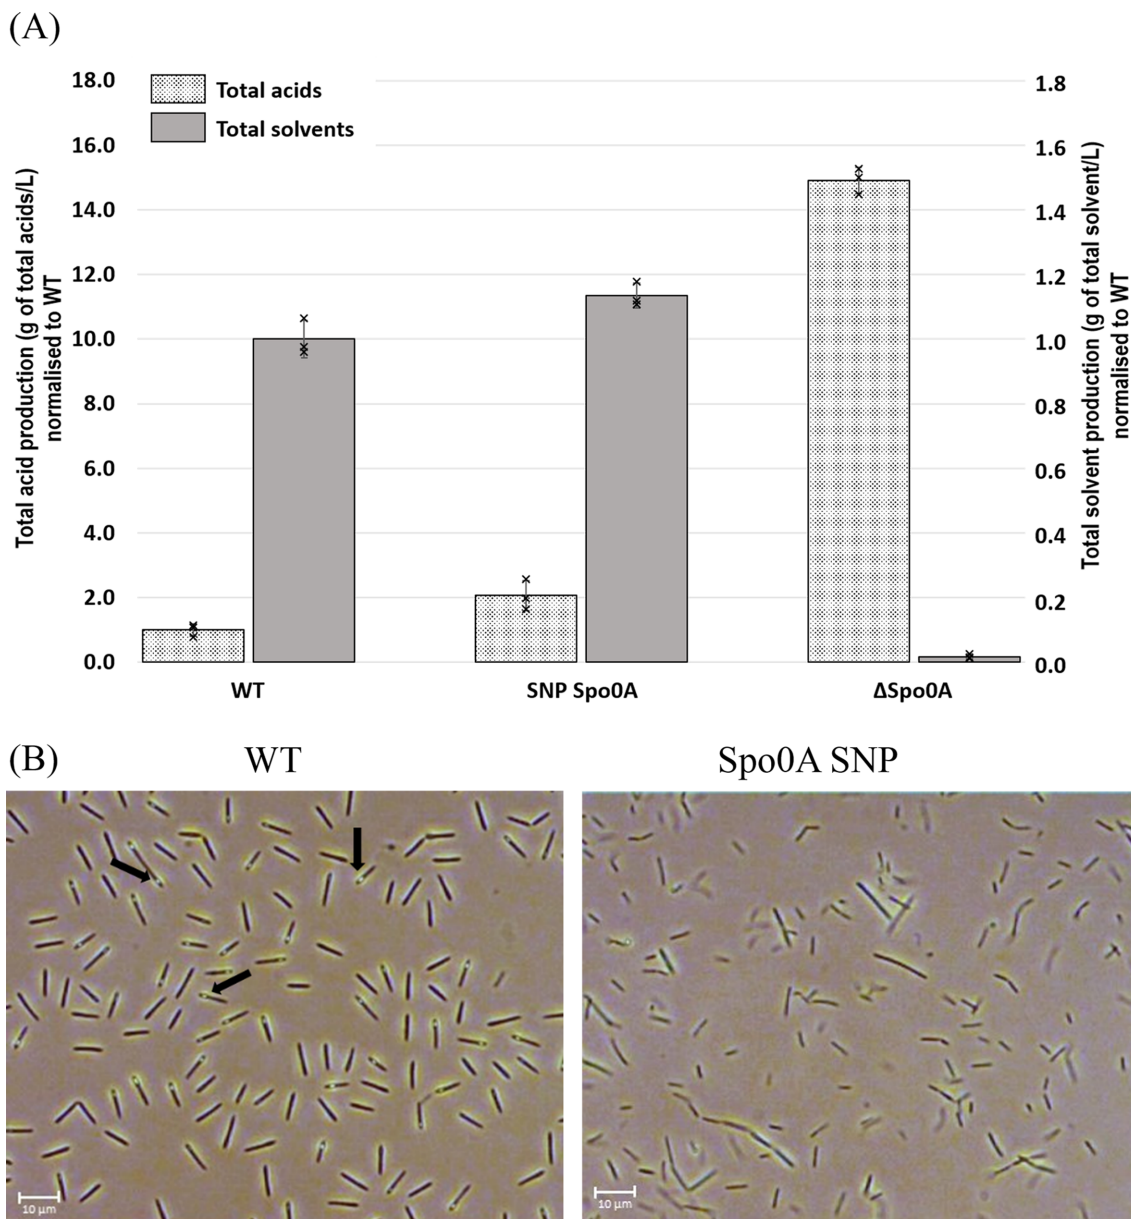 (A)
18.0
16.0
14.0
12.0
10.0
8.0
6.0
4.0
2.0
0.0
Total acid production (g of total acids/L)
normalised to WT
Total acids
Total solvents
1.8
1.6
1.4
1.2
1.0
0.8
0.6
0.4
0.2
0.0
Total solvent production (g of total solvent/L)
normalised to WT
WT
SNP Spo0A
ΔSpo0A
(B)
WT
Spo0A SNP
10 µm
10 µm